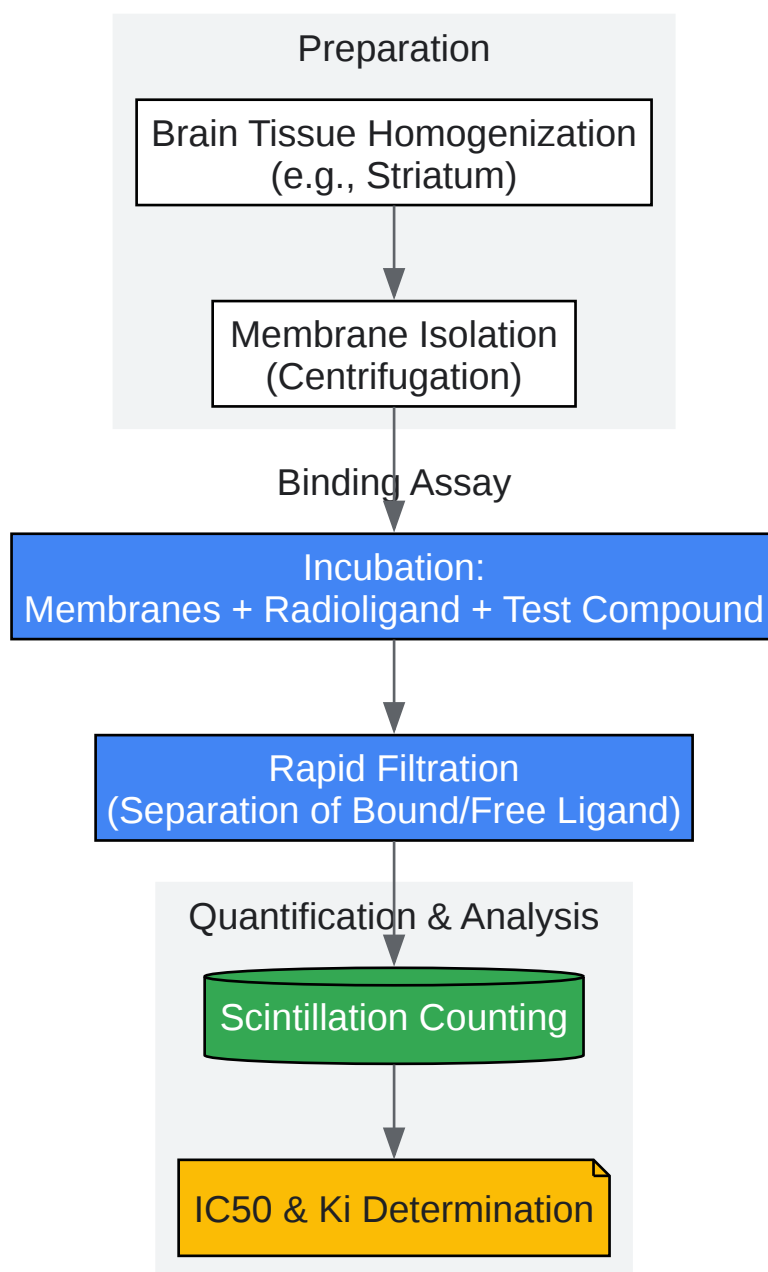 Preparation
Brain Tissue Homogenization
(e.g., Striatum)
Membrane Isolation
(Centrifugation)
Binding Assay
Incubation:
Membranes + Radioligand + Test Compound
Rapid Filtration
(Separation of Bound/Free Ligand)
Quantification & Analysis
Scintillation Counting
IC50 & Ki Determination